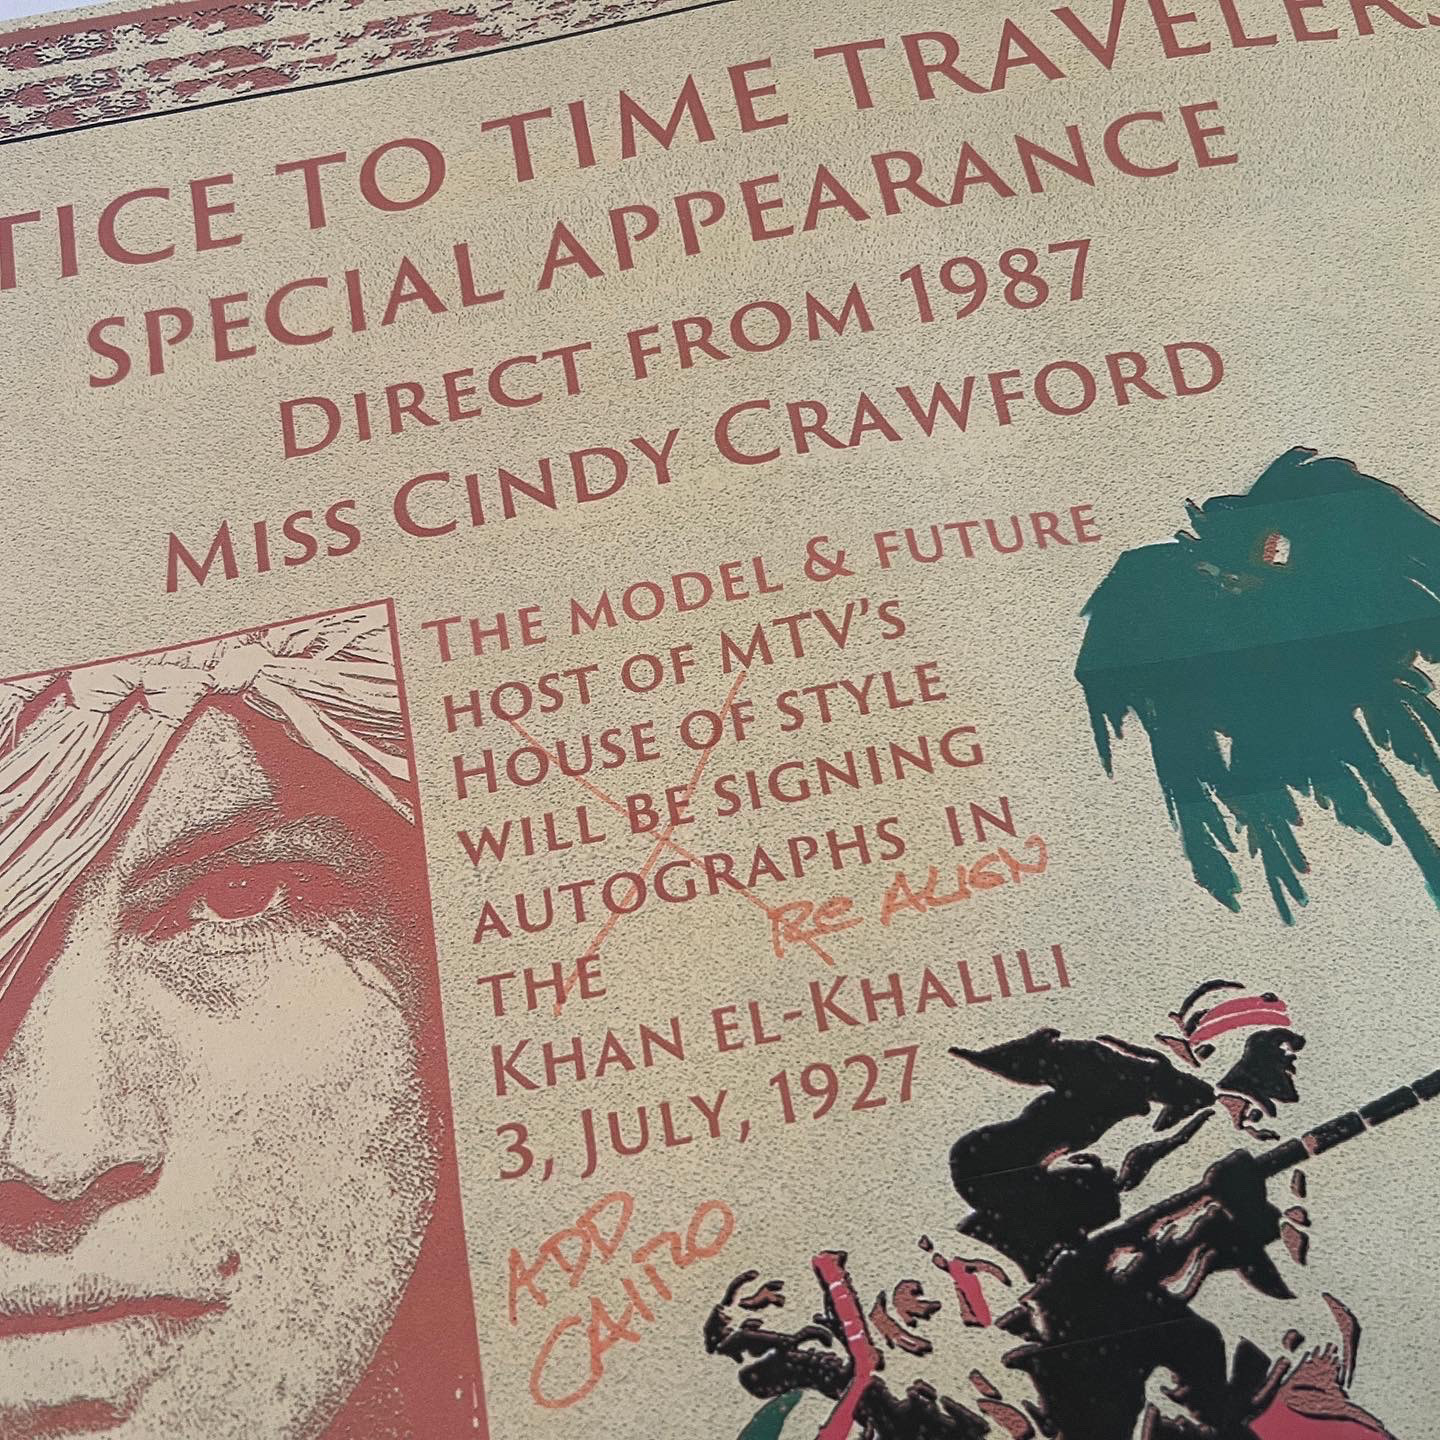 TICE TO TIME TRAVELERS
SPECIAL APPEARANCE
DIRECT FROM 1987
MISS CINDY CRAWFORD
THE MODEL & FUTURE
HOST OF MTV'S
HOUSE OF STYLE
WILL BE SIGNING
AUTOGRAPHS IN
RE ALIEN
THE
KHAN EL-KHALILI
3, JULY, 1927
ADD
CAIRO